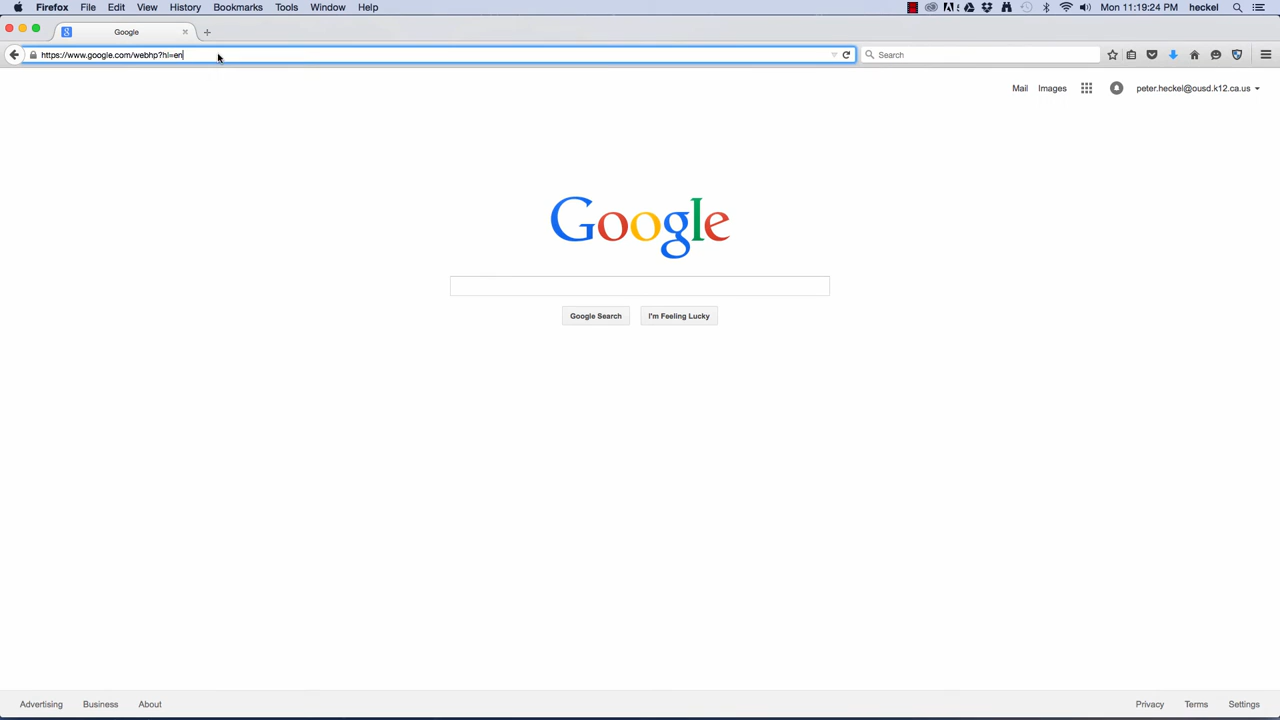 Firefox File Edit View History Bookmarks Tools Window Help Mon 11:19:24 heckel
Google
https://www.google.com/webhp?hl=en Search
Mail Images peter.heckel@ousd.k12.ca.us
Google
Google Search I'm Feeling Lucky
Advertising Business About Privacy Terms Settings